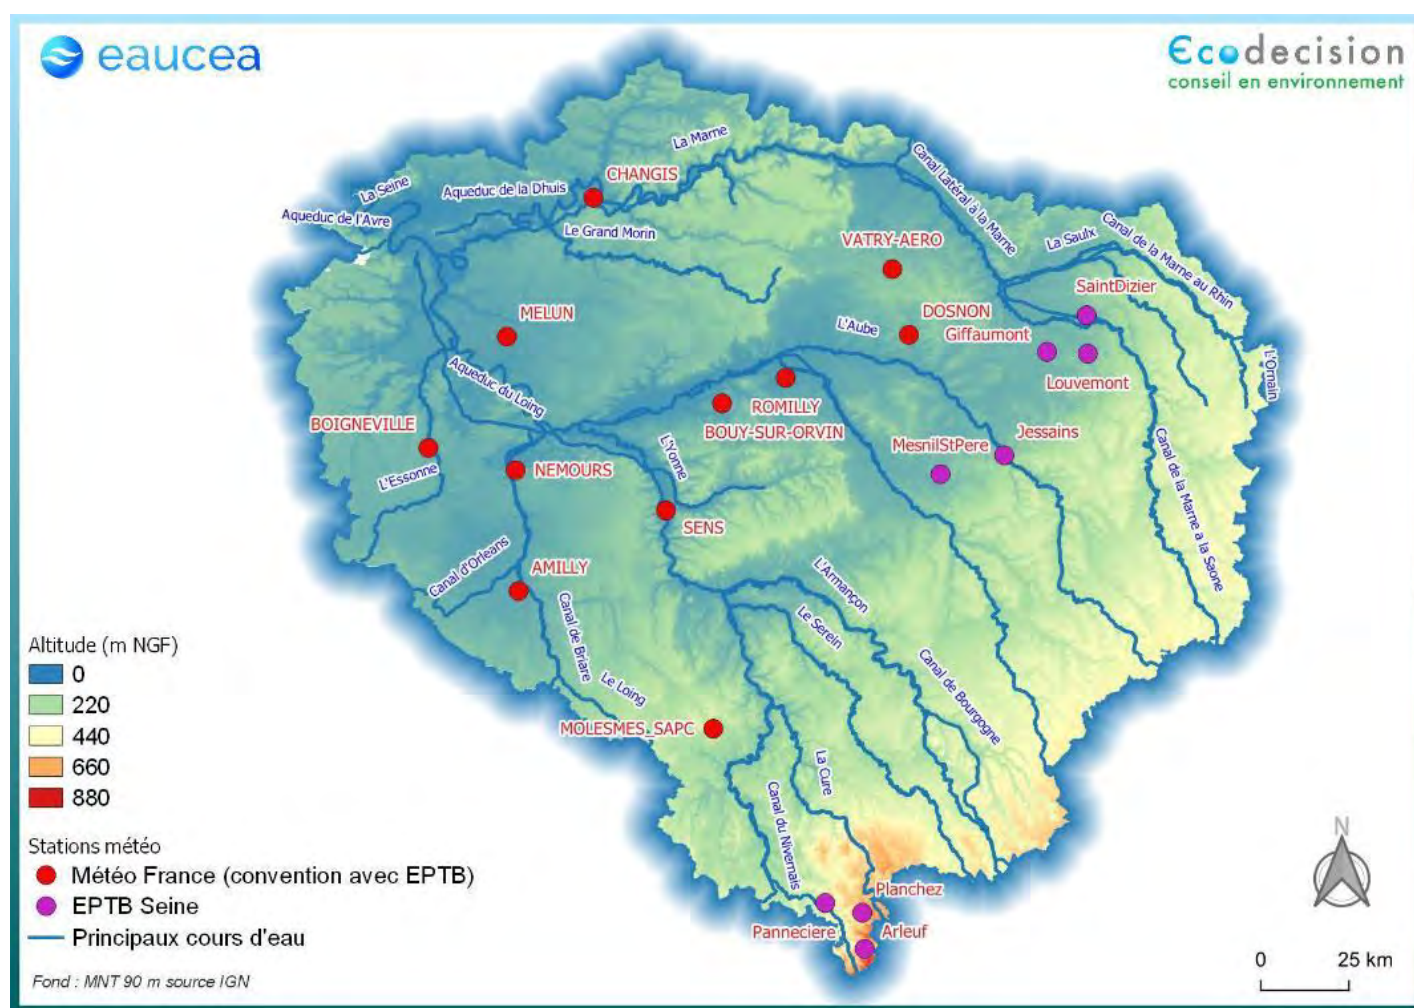 eaucea
Ecodecision
conseil en environnement
La Marne
CHANGIS
La Seine
Aqueduc de la Dhuis
Aqueduc de l'Avre
Le Grand Morin
Canal Latéral à la Marne
VATRY-AERO
La Saulx
Canal de la Marne au Rhin
SaintDizier
MELUN
L'Aube
DOSNON
Giffaumont
Louvemont
L'Ornain
Aqueduc du Loing
ROMILLY
BOUY-SUR-ORVIN
BOIGNEVILLE
MesnilStPere
Jessains
L'Essonne
NEMOURS
L'Yonne
SENS
Canal de la Marne a la Saone
Canal d'Orleans
AMILLY
L'Armançon
Canal de Briare
Le Serein
Le Loing
Canal de Bourgogne
MOLESMES_SAPC
La Cure
Canal du Nivernais
Planchez
Panneciere
Arleuf
Altitude (m NGF)
0
220
440
660
880
Stations météo
Météo France (convention avec EPTB)
EPTB Seine
Principaux cours d'eau
Fond : MNT 90 m source IGN
N
0 25 km